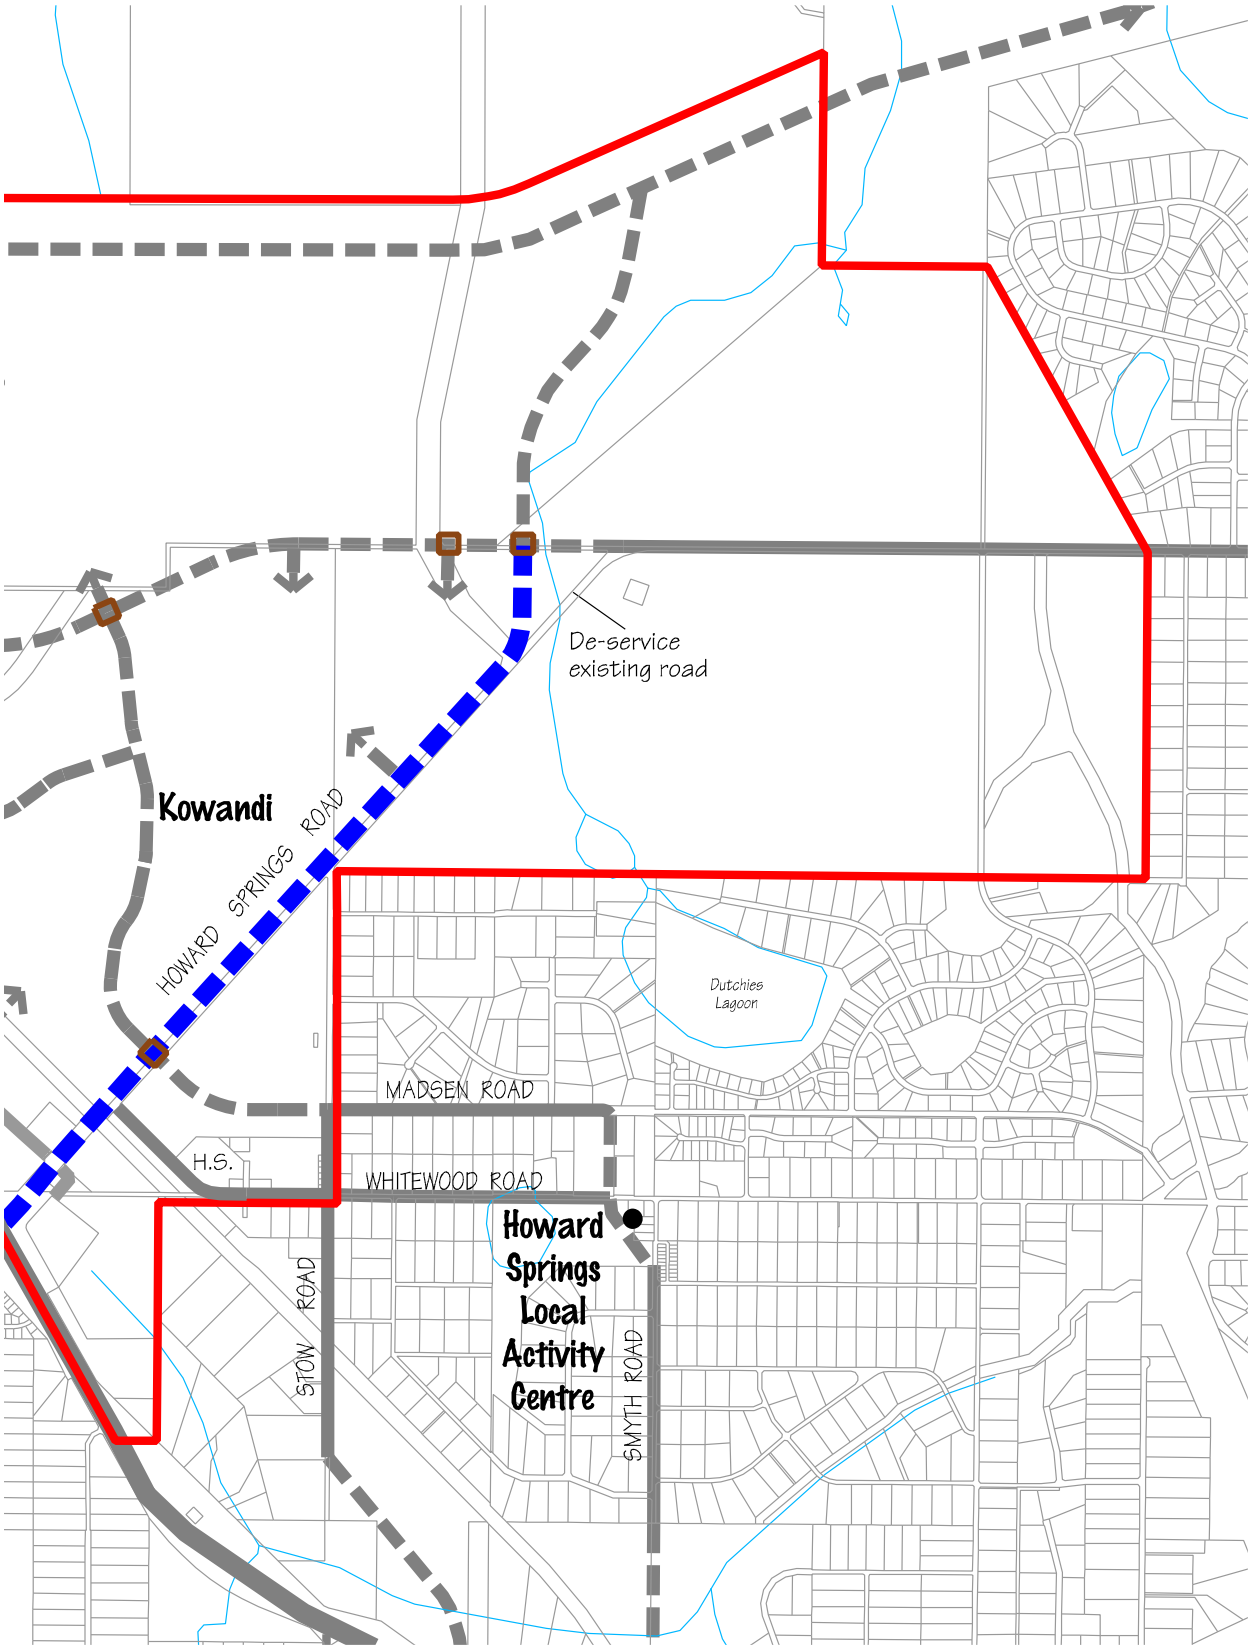 De-service
existing road
Kowandi
HOWARD SPRINGS ROAD
Dutchies
Lagoon
MADSEN ROAD
H.S.
WHITEWOOD ROAD
Howard
Springs
Local
Activity
Centre
STOW ROAD
SMYTH ROAD